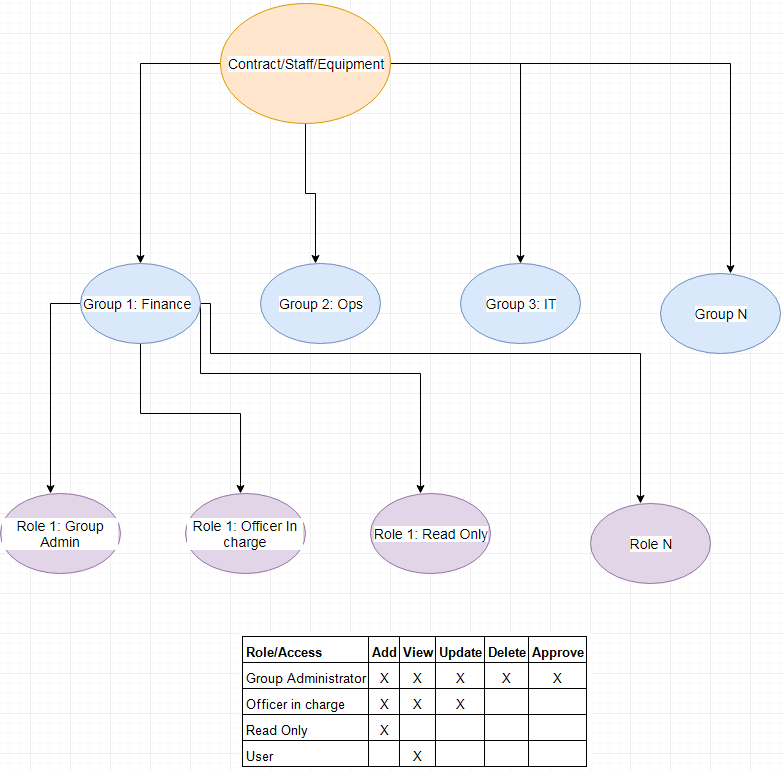 Contract/Staff/Equipment
Group 1: Finance
Group 2: Ops
Group 3: IT
Group N
Role 1: Group
Admin
Role 1: Officer In
charge
Role 1: Read Only
Role N
Role/Access Add View Update Delete Approve
Group Administrator X X X X X
Officer in charge X X X
Read Only X
User X